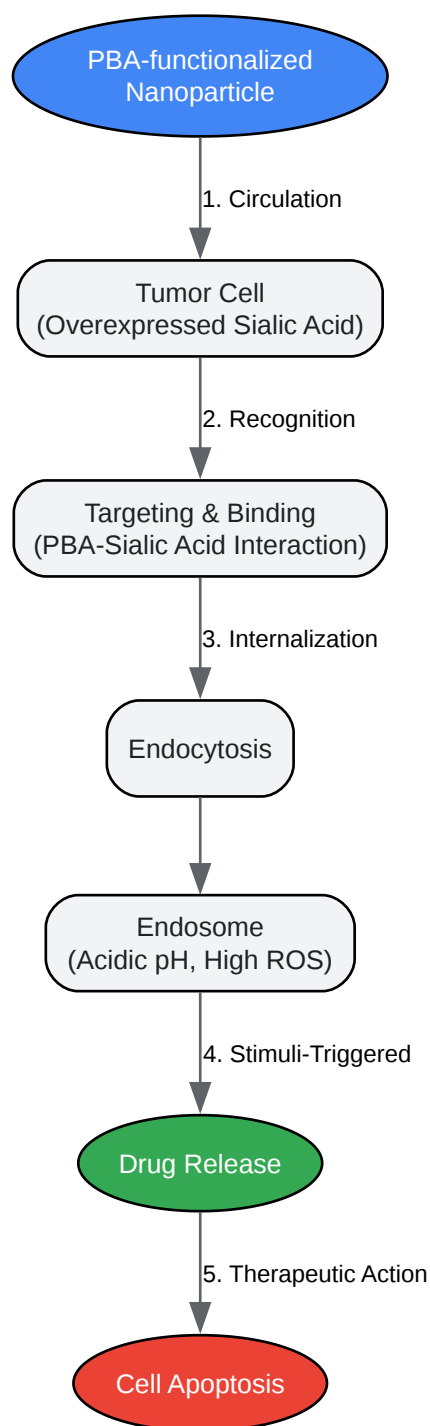 PBA-functionalized
Nanoparticle
1. Circulation
Tumor Cell
(Overexpressed Sialic Acid)
2. Recognition
Targeting & Binding
(PBA-Sialic Acid Interaction)
3. Internalization
Endocytosis
Endosome
(Acidic pH, High ROS)
4. Stimuli-Triggered
Drug Release
5. Therapeutic Action
Cell Apoptosis